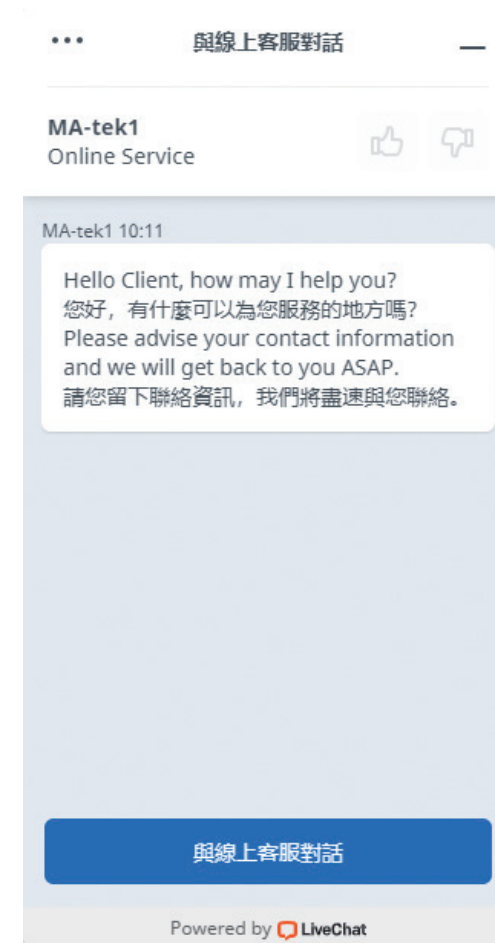 與線上客服對話
MA-tek1
Online Service
MA-tek1 10:11
Hello Client, how may I help you?
您好，有什麼可以為您服務的地方嗎?
Please advise your contact information
and we will get back to you ASAP.
請您留下聯絡資訊，我們將盡速與您聯絡。
與線上客服對話
Powered by LiveChat